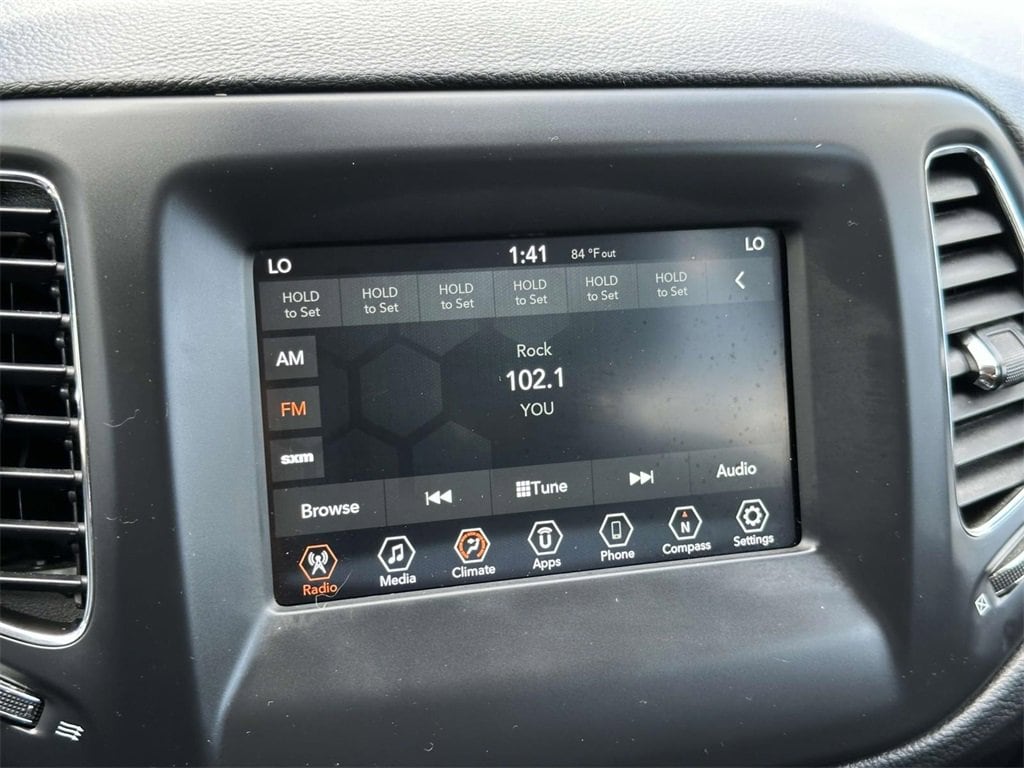 LO 1:41 84 °F out LO
HOLD to Set
HOLD to Set
HOLD to Set
HOLD to Set
HOLD to Set
HOLD to Set
AM
Rock
102.1
FM
YOU
sxm
Browse Tune Audio
Radio Media Climate Apps Phone Compass Settings
N
U